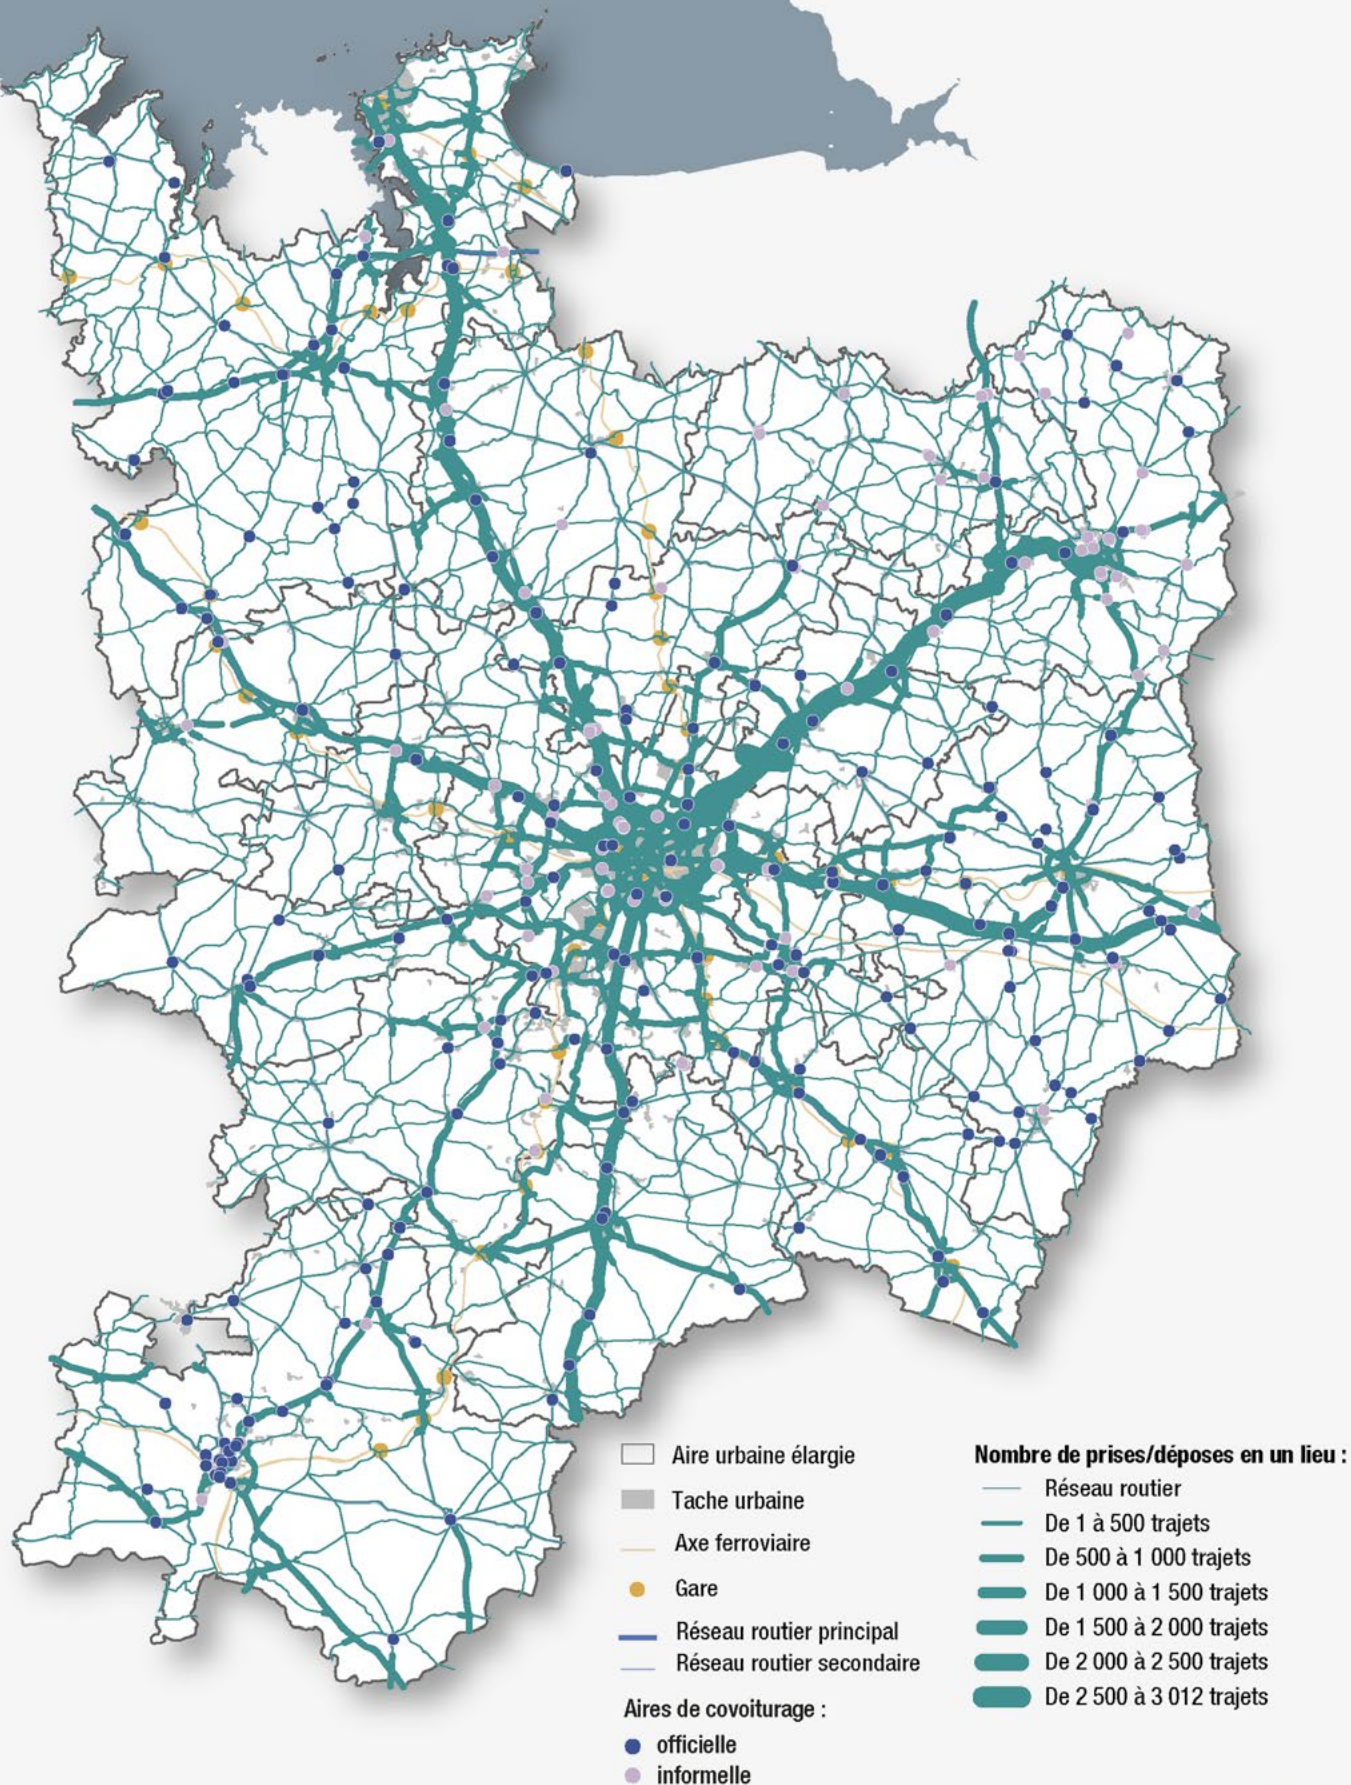 Aire urbaine élargie
Tache urbaine
Axe ferroviaire
Gare
Réseau routier principal
Réseau routier secondaire
Aires de covoiturage :
officielle
informelle
Nombre de prises/déposes en un lieu :
Réseau routier
De 1 à 500 trajets
De 500 à 1 000 trajets
De 1 000 à 1 500 trajets
De 1 500 à 2 000 trajets
De 2 000 à 2 500 trajets
De 2 500 à 3 012 trajets